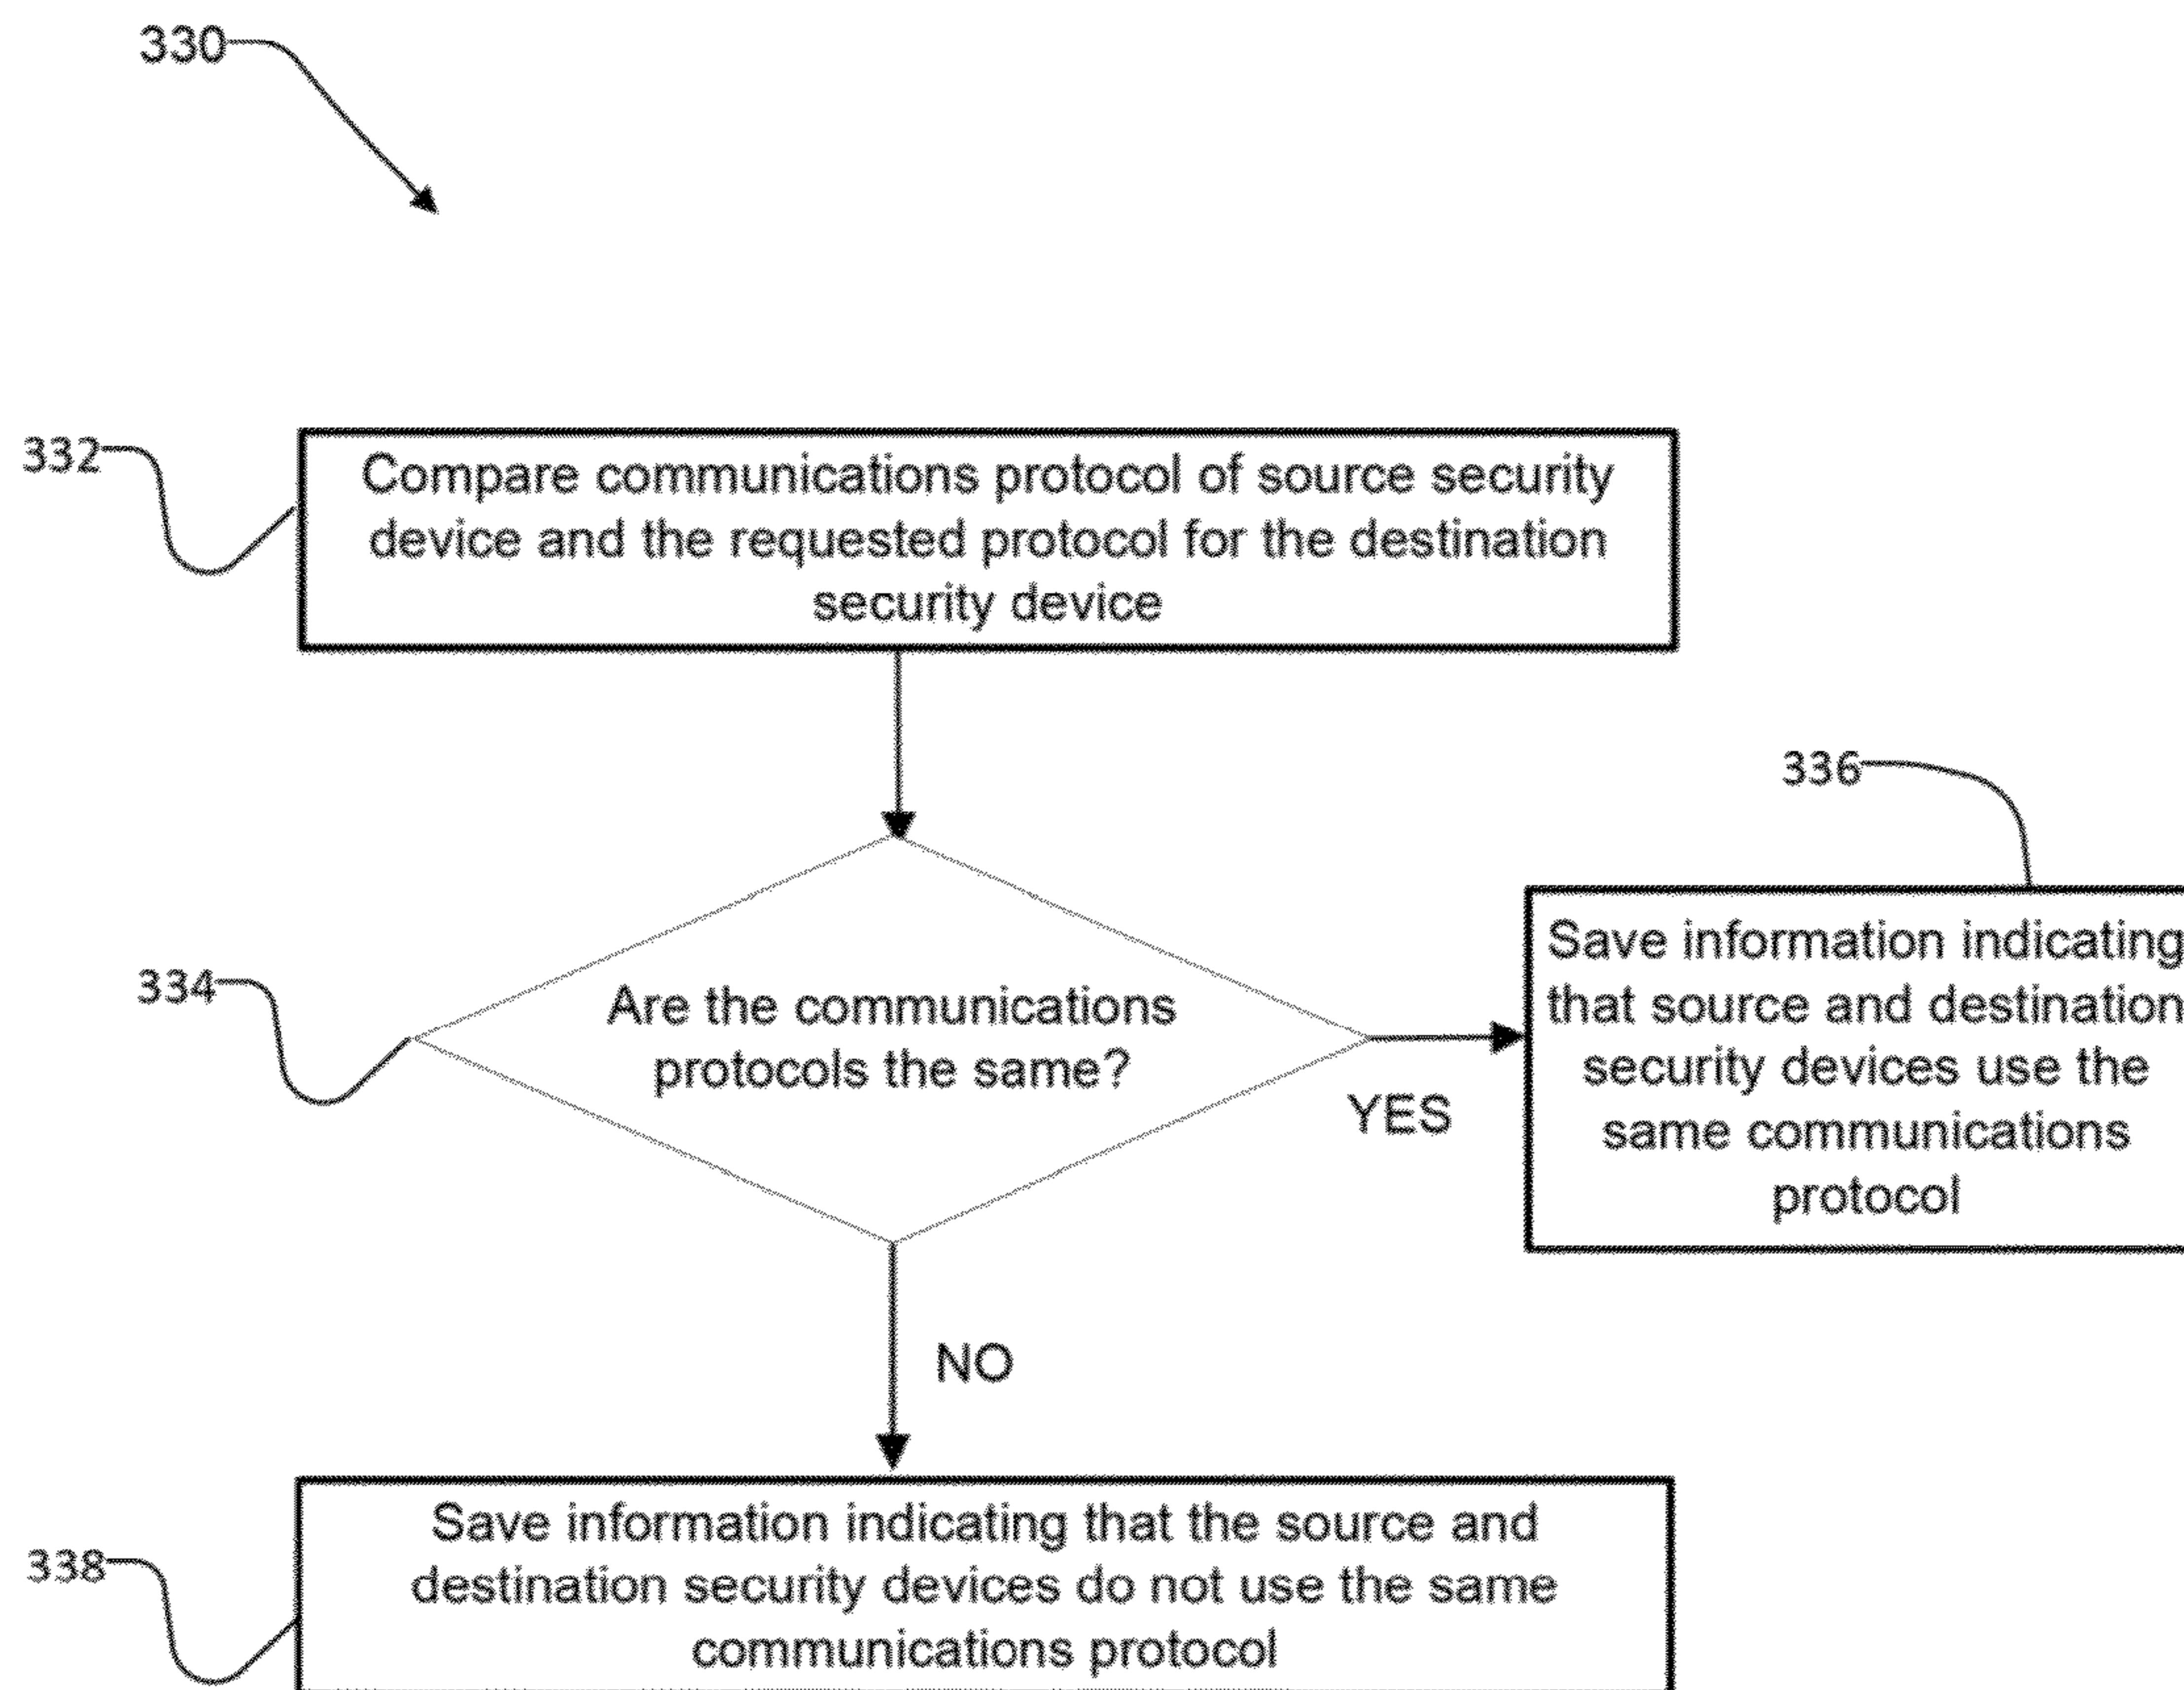 330
332
Compare communications protocol of source security
device and the requested protocol for the destination
security device
336
334
Are the communications
protocols the same?
YES
Save information indicating
that source and destination
security devices use the
same communications
protocol
NO
338
Save information indicating that the source and
destination security devices do not use the same
communications protocol